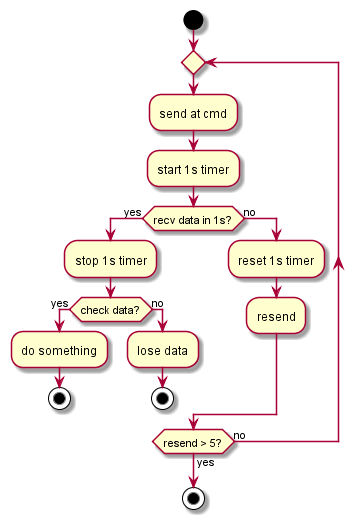 send at cmd
start 1s timer
yes
recv data in 1s?
no
stop 1s timer
reset 1s timer
yes
check data?
no
resend
do something
lose data
resend > 5?
no
yes